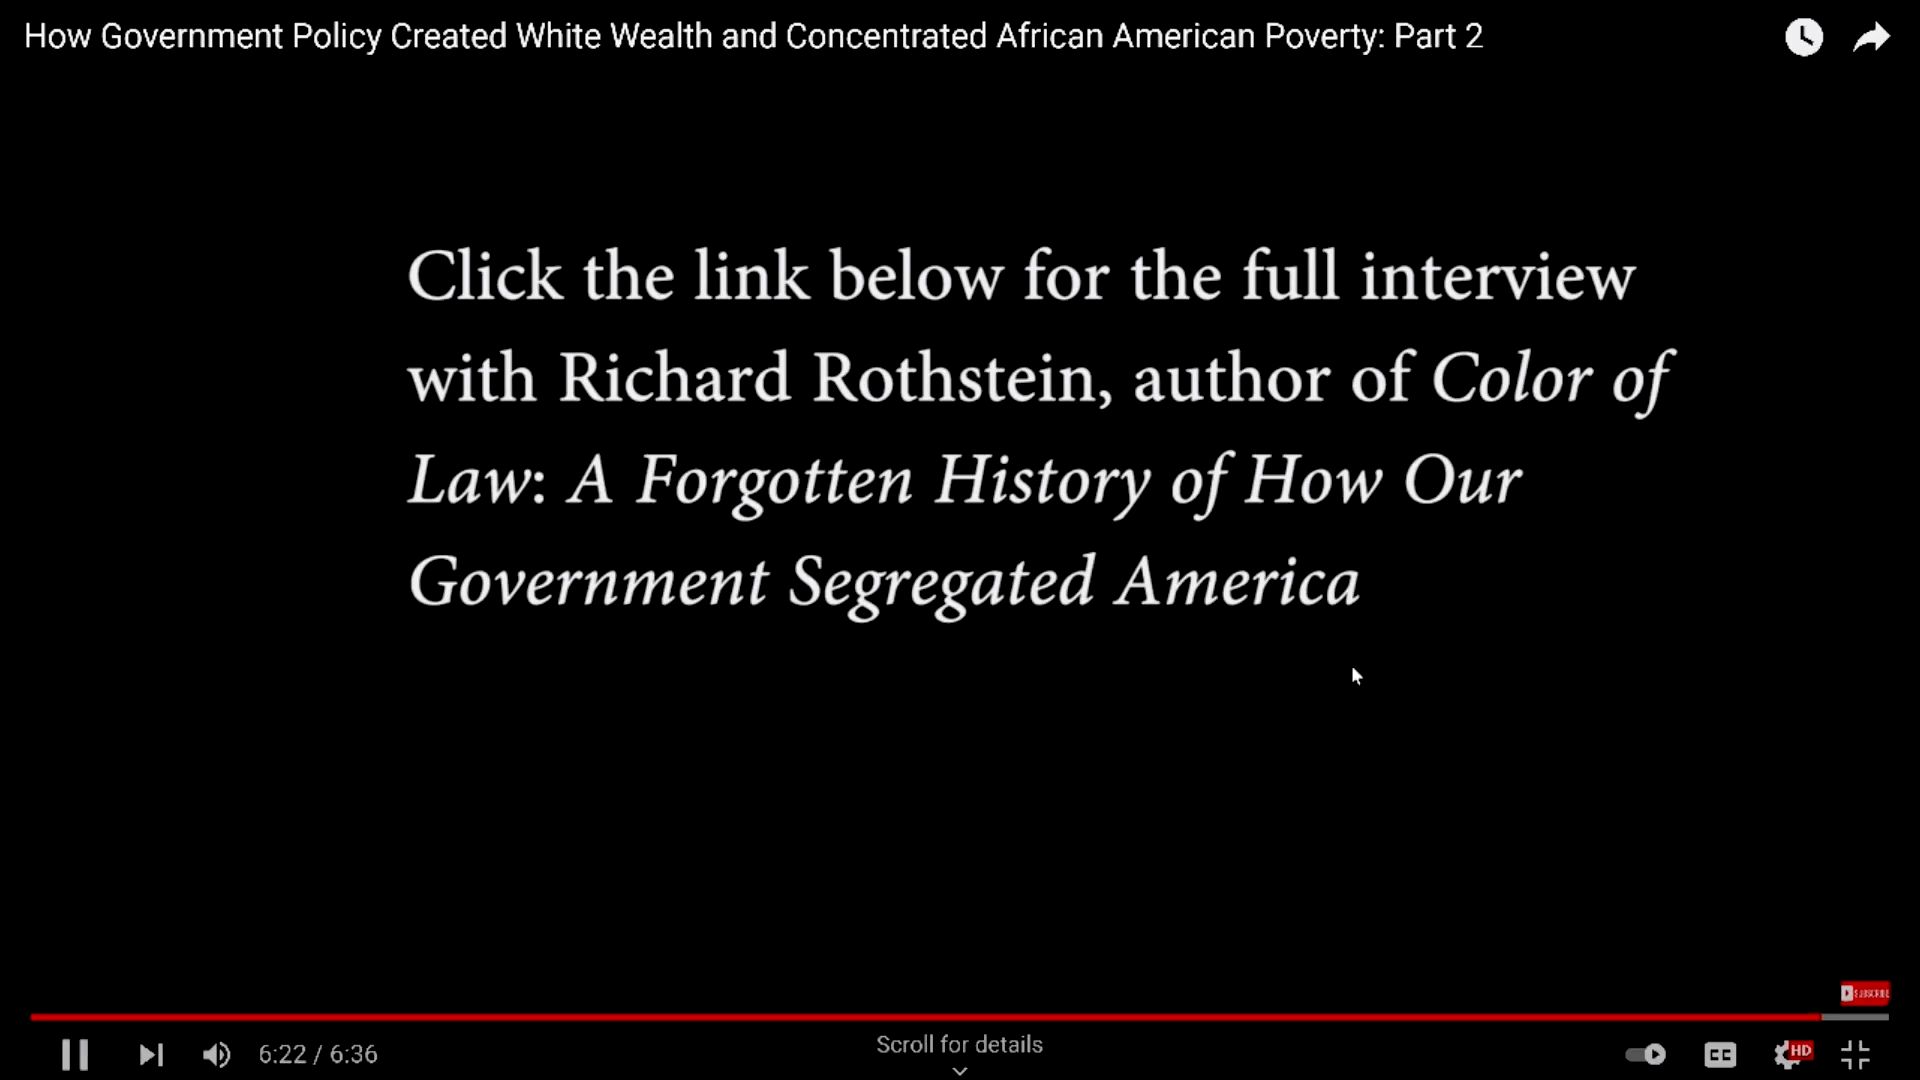 How Government Policy Created White Wealth and Concentrated African American Poverty: Part 2
Click the link below for the full interview
with Richard Rothstein, author of Color of
Law: A Forgotten History of How Our
Government Segregated America
SUBSCRIBE
6:22 / 6:36
Scroll for details
CC
HD